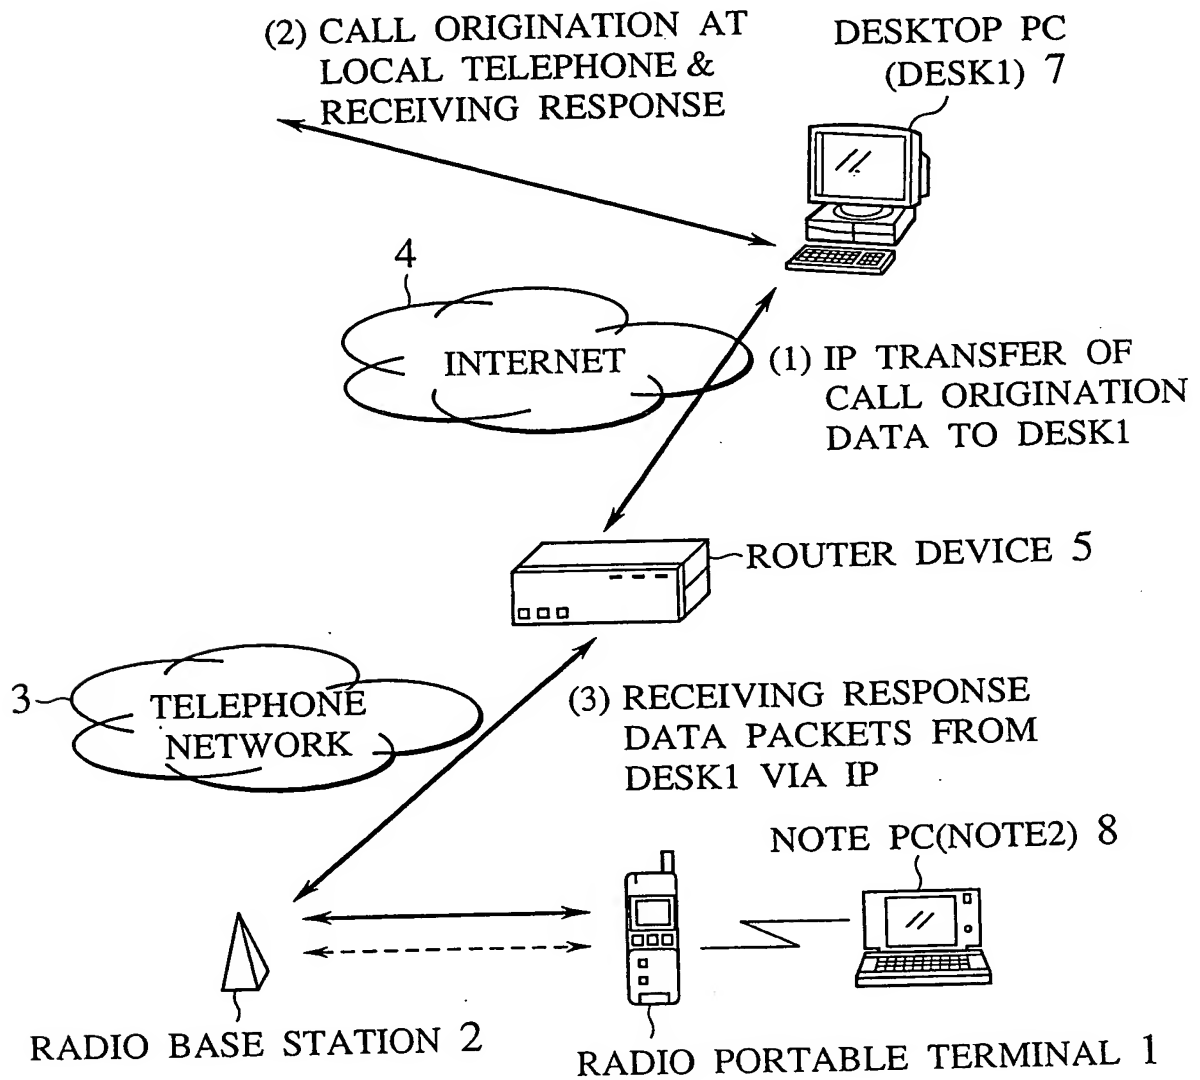 (2) CALL ORIGINATION AT
LOCAL TELEPHONE &
RECEIVING RESPONSE
DESKTOP PC
(DESK1) 7
4
INTERNET
(1) IP TRANSFER OF
CALL ORIGINATION
DATA TO DESK1
ROUTER DEVICE 5
3
TELEPHONE
NETWORK
(3) RECEIVING RESPONSE
DATA PACKETS FROM
DESK1 VIA IP
NOTE PC(NOTE2) 8
RADIO BASE STATION 2
RADIO PORTABLE TERMINAL 1